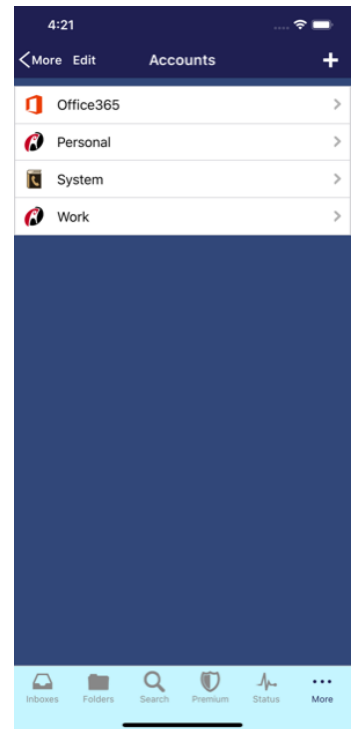 4:21
More Edit Accounts +
Office365
Personal
System
Work
Inboxes Folders Search Premium Status More